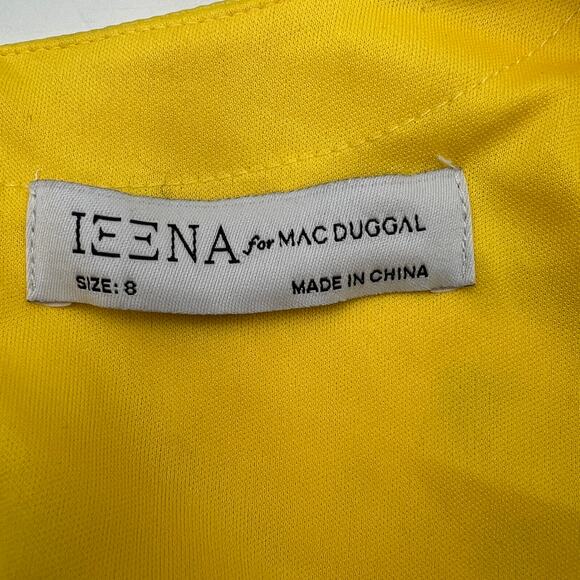 IEENA for MAC DUGGAL
SIZE: 8 MADE IN CHINA